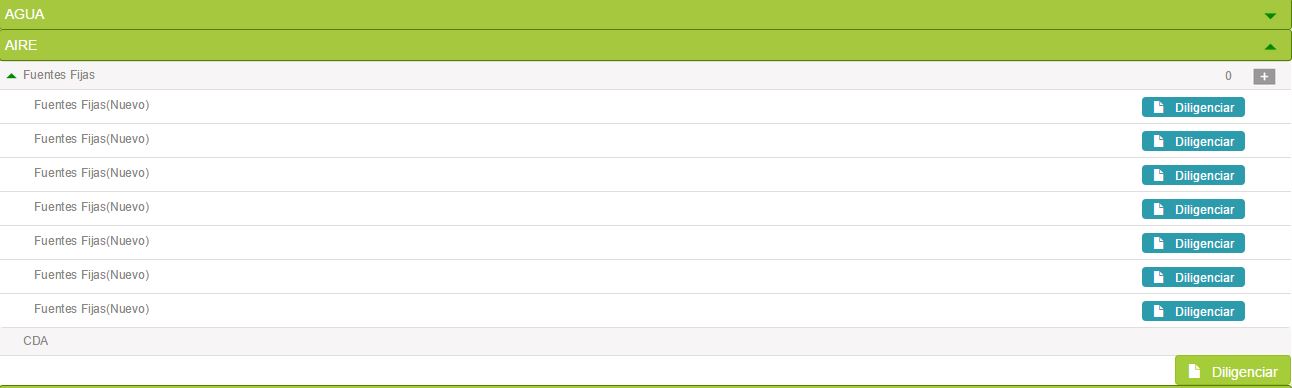 AGUA
AIRE
Fuentes Fijas 0 +
Fuentes Fijas(Nuevo) Diligenciar
Fuentes Fijas(Nuevo) Diligenciar
Fuentes Fijas(Nuevo) Diligenciar
Fuentes Fijas(Nuevo) Diligenciar
Fuentes Fijas(Nuevo) Diligenciar
Fuentes Fijas(Nuevo) Diligenciar
Fuentes Fijas(Nuevo) Diligenciar
CDA
Diligenciar